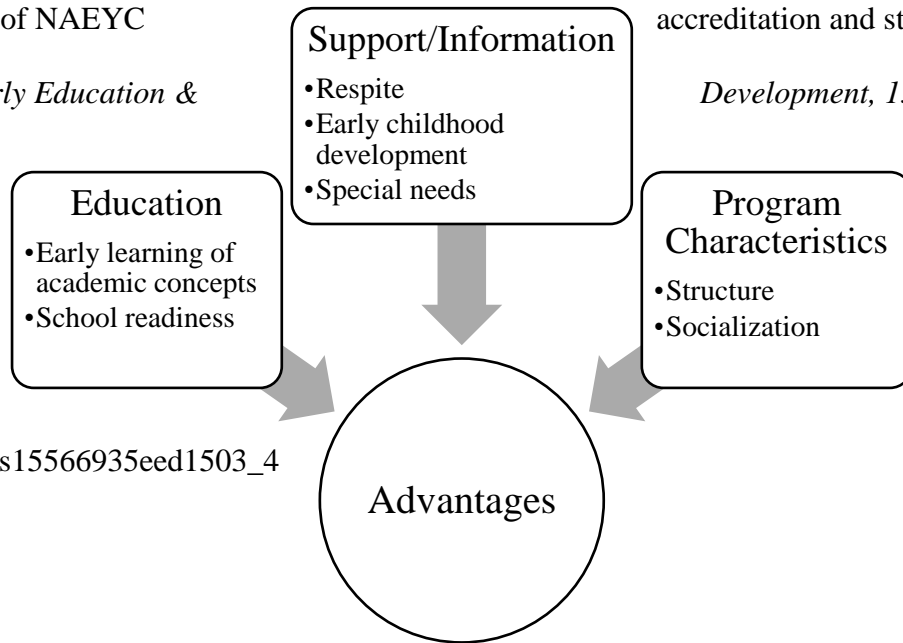 of NAEYC
accreditation and st
rly Education &
Development, 1
Support/Information
•Respite
•Early childhood
development
•Special needs
Education
•Early learning of
academic concepts
•School readiness
Program
Characteristics
•Structure
•Socialization
s15566935eed1503_4
Advantages